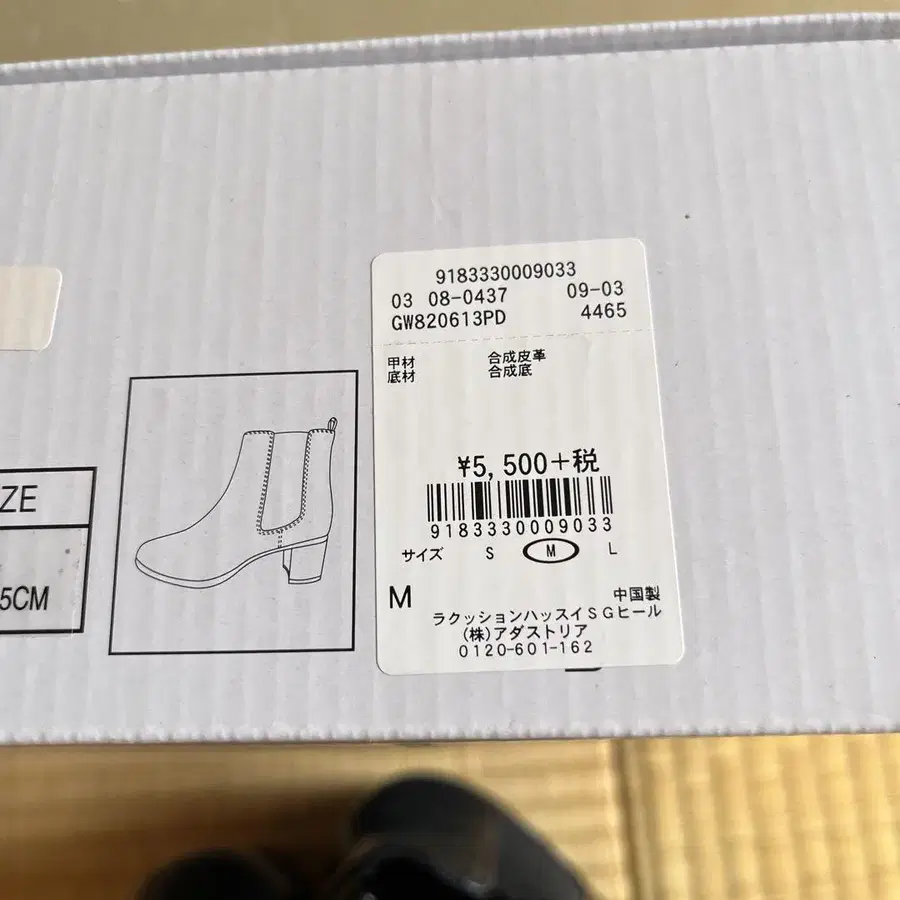 9183330009033
03 08-0437 09-03
GW820613PD 4465
甲材 合成皮革
底材 合成底
¥5,500+税
9183330009033
サイズ S M L
M 中国製
ラクッションハッスイSGヒール
(株)アダストリア
0120-601-162
ZE
5CM